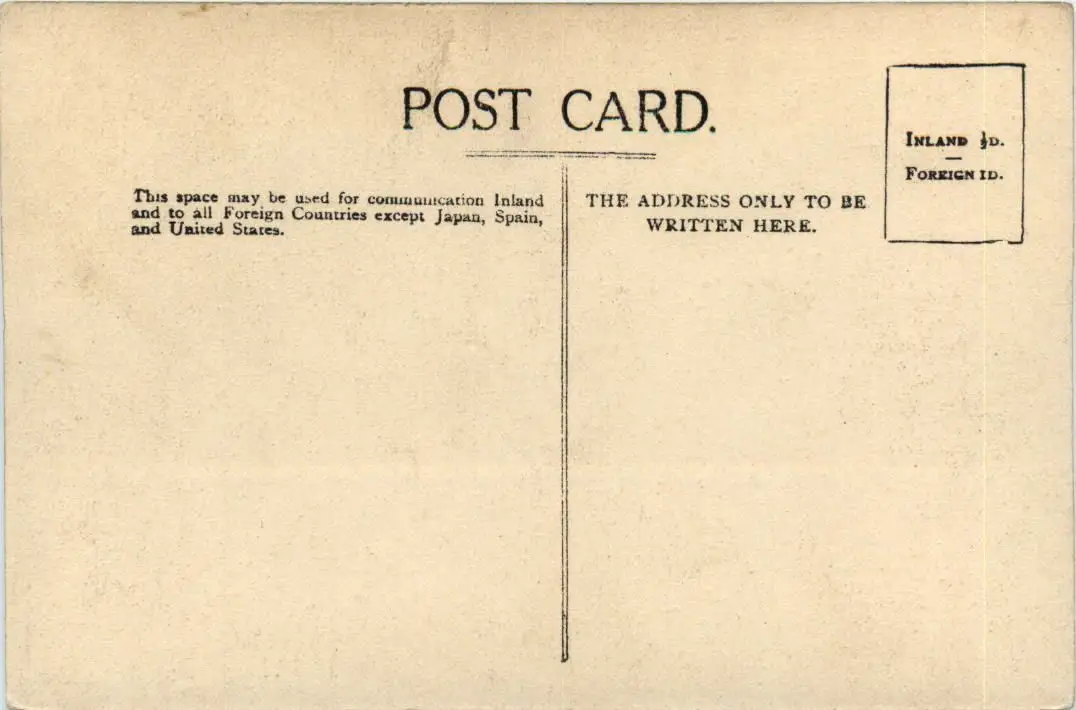 POST CARD.
This space may be used for communication Inland
and to all Foreign Countries except Japan, Spain,
and United States.
THE ADDRESS ONLY TO BE
WRITTEN HERE.
INLAND ½D.
FOREIGN 1D.